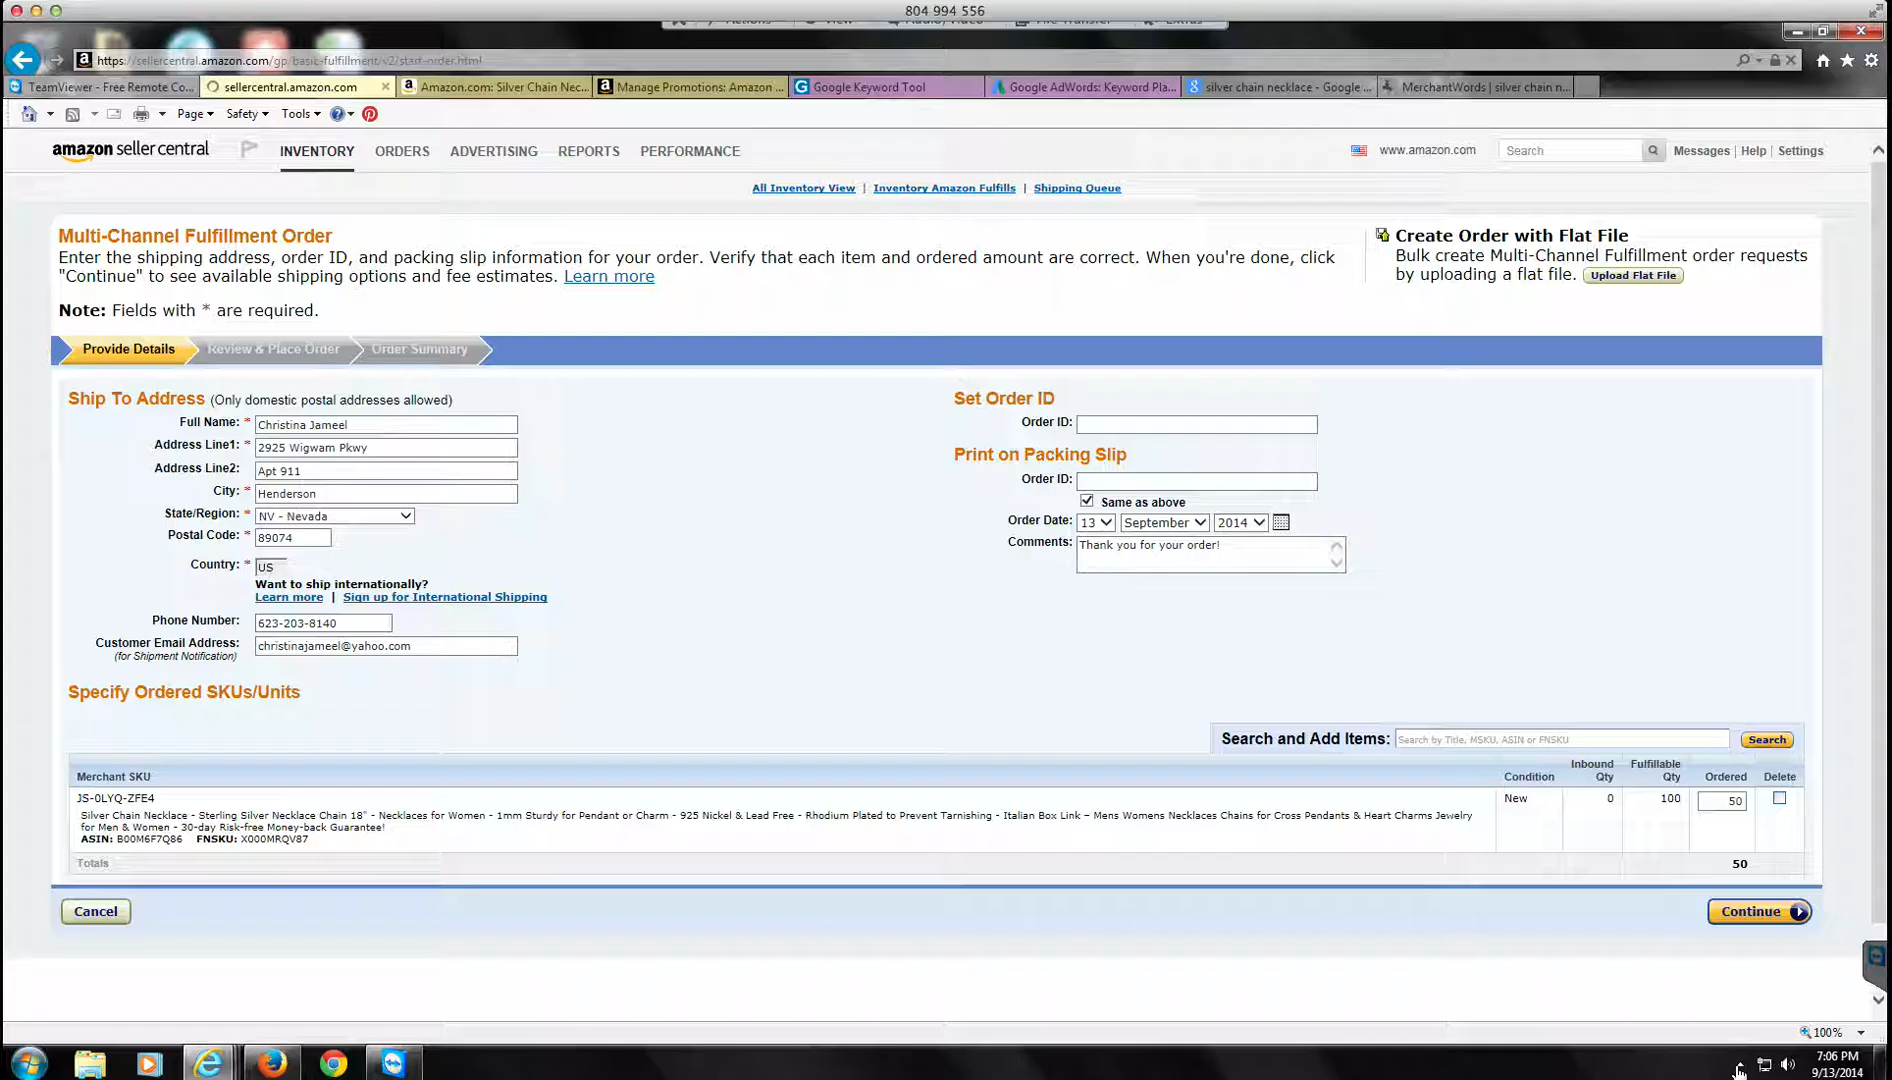 804 994 556
Actions View Audio/Video File Transfer Extras
https://sellercentral.amazon.com/gp/basic-fulfillment/v2/start-order.html
TeamViewer - Free Remote Co...
sellercentral.amazon.com
Amazon.com: Silver Chain Nec...
Manage Promotions: Amazon ...
Google Keyword Tool
Google AdWords: Keyword Pla...
silver chain necklace - Google ...
MerchantWords | silver chain n...
Page Safety Tools
amazon seller central
INVENTORY ORDERS ADVERTISING REPORTS PERFORMANCE
www.amazon.com Search Messages | Help | Settings
All Inventory View | Inventory Amazon Fulfills | Shipping Queue
Multi-Channel Fulfillment Order
Enter the shipping address, order ID, and packing slip information for your order. Verify that each item and ordered amount are correct. When you're done, click
"Continue" to see available shipping options and fee estimates. Learn more
Note: Fields with * are required.
Create Order with Flat File
Bulk create Multi-Channel Fulfillment order requests
by uploading a flat file. Upload Flat File
Provide Details Review & Place Order Order Summary
Ship To Address (Only domestic postal addresses allowed)
Full Name: * Christina Jameel
Address Line1: * 2925 Wigwam Pkwy
Address Line2: Apt 911
City: * Henderson
State/Region: * NV - Nevada
Postal Code: * 89074
Country: * US
Want to ship internationally?
Learn more | Sign up for International Shipping
Phone Number: 623-203-8140
Customer Email Address: christinajameel@yahoo.com
(for Shipment Notification)
Set Order ID
Order ID:
Print on Packing Slip
Order ID:
Same as above
Order Date: 13 September 2014
Comments: Thank you for your order!
Specify Ordered SKUs/Units
Search and Add Items: Search by Title, MSKU, ASIN or FNSKU Search
Merchant SKU Condition Inbound Qty Fulfillable Qty Ordered Delete
JS-0LYQ-ZFE4 New 0 100 50
Silver Chain Necklace - Sterling Silver Necklace Chain 18" - Necklaces for Women - 1mm Sturdy for Pendant or Charm - 925 Nickel & Lead Free - Rhodium Plated to Prevent Tarnishing - Italian Box Link – Mens Womens Necklaces Chains for Cross Pendants & Heart Charms Jewelry
for Men & Women - 30-day Risk-free Money-back Guarantee!
ASIN: B00M6F7Q86 FNSKU: X000MRQV87
Totals 50
Cancel Continue
100%
7:06 PM
9/13/2014